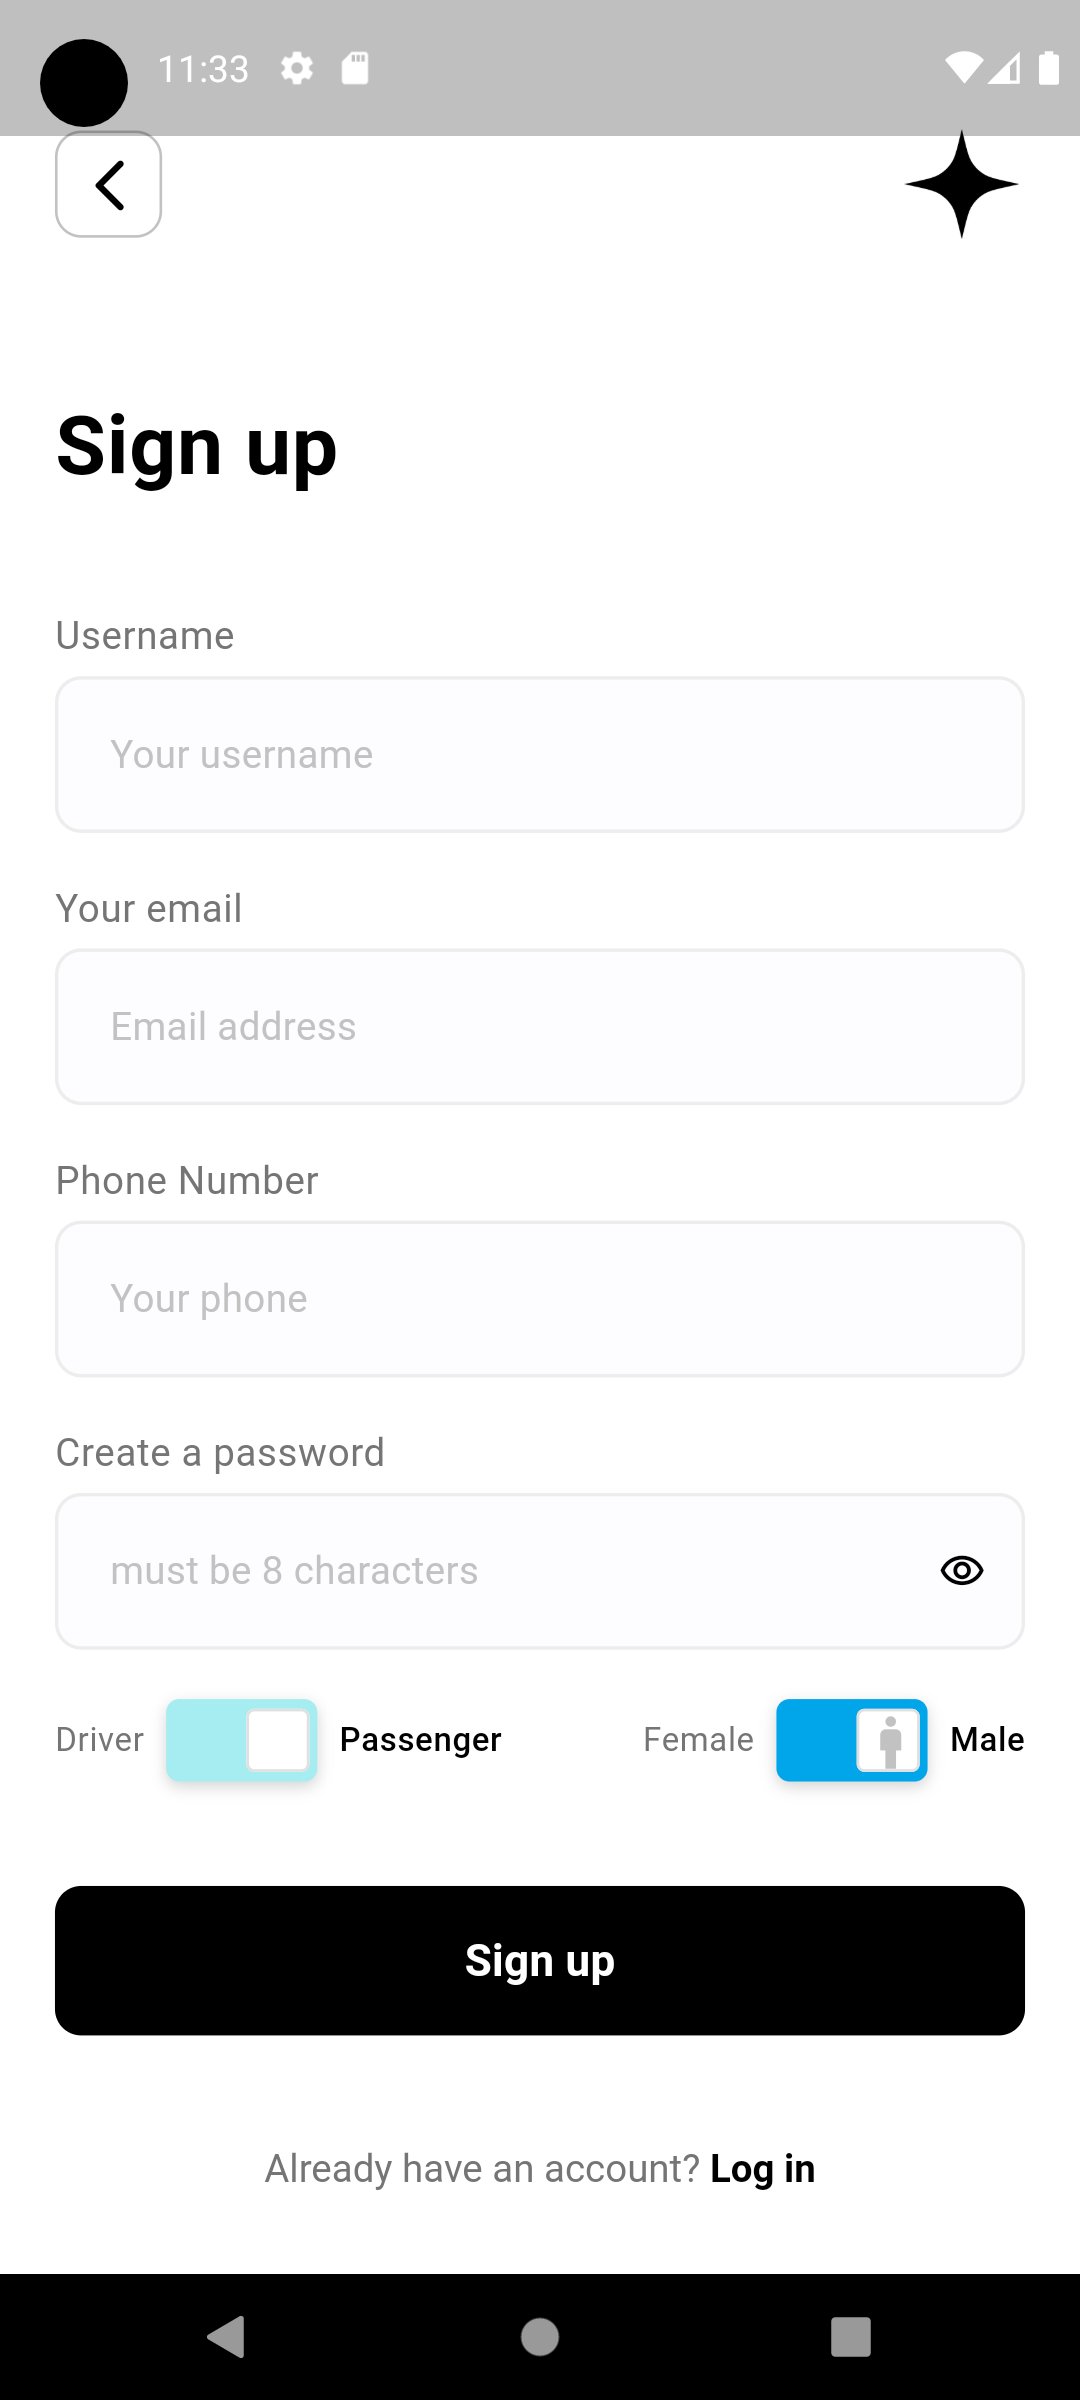 11:33
Sign up
Username
Your username
Your email
Email address
Phone Number
Your phone
Create a password
must be 8 characters
Driver Passenger Female Male
Sign up
Already have an account? Log in